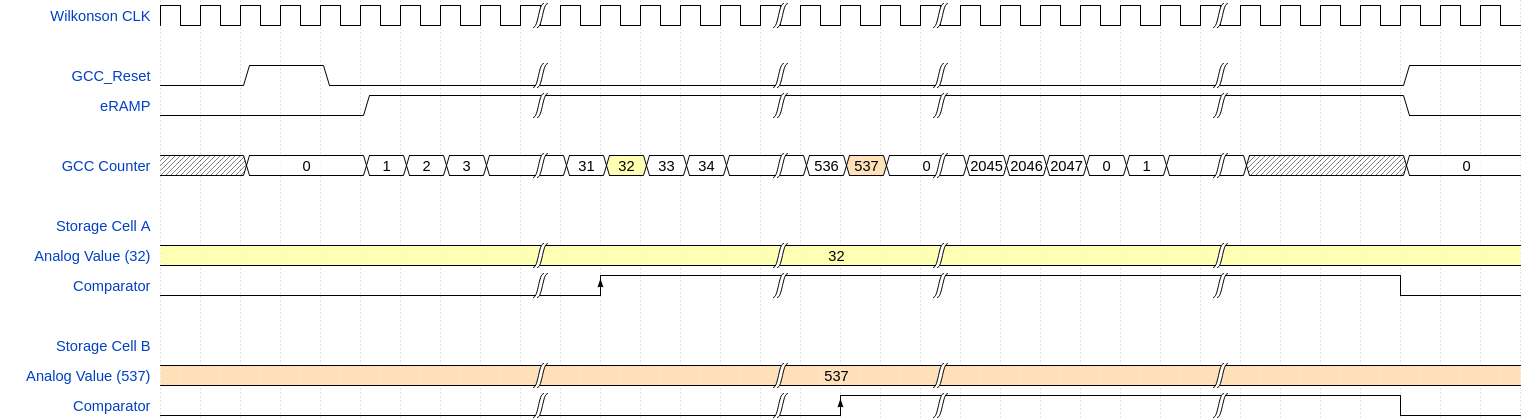 Wilkonson CLK
GCC_Reset
eRAMP
GCC Counter 0 1 2 3 31 32 33 34 536 537 0 2045 2046 2047 0 1 0
Storage Cell A
Analog Value (32) 32
Comparator
Storage Cell B
Analog Value (537) 537
Comparator